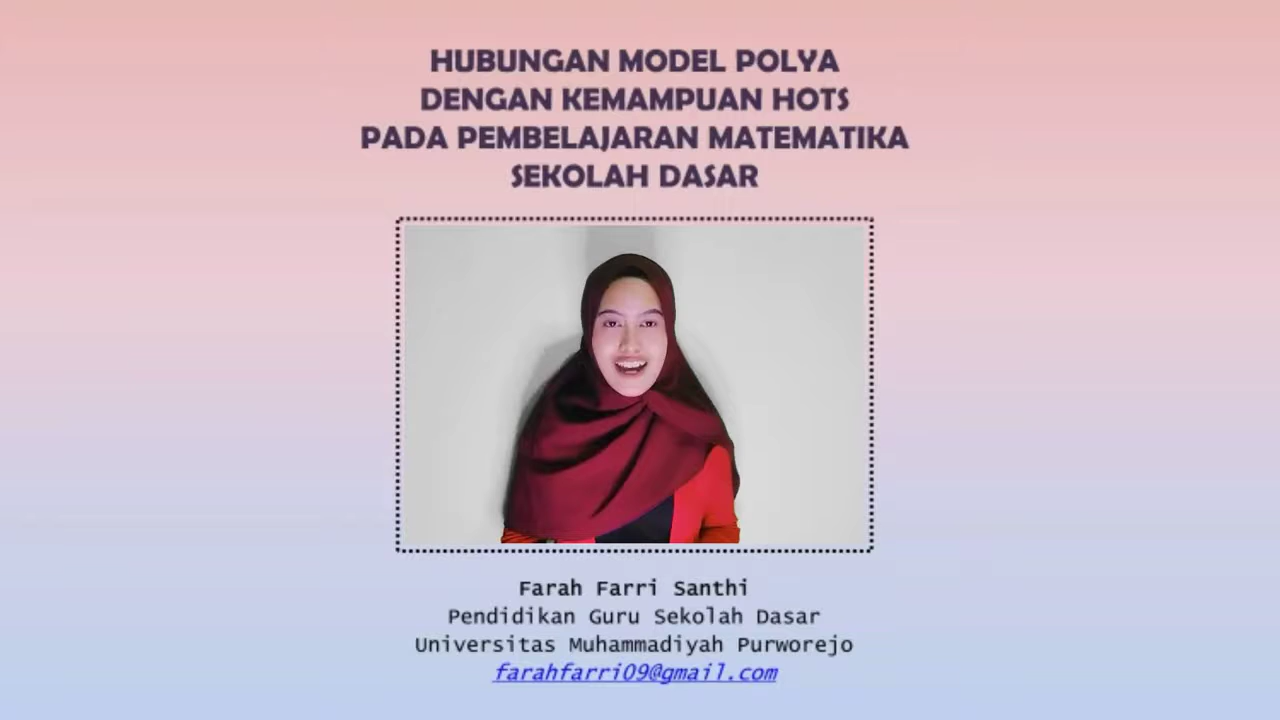 HUBUNGAN MODEL POLYA
DENGAN KEMAMPUAN HOTS
PADA PEMBELAJARAN MATEMATIKA
SEKOLAH DASAR
Farah Farri Santhi
Pendidikan Guru Sekolah Dasar
Universitas Muhammadiyah Purworejo
farahfarri09@gmail.com